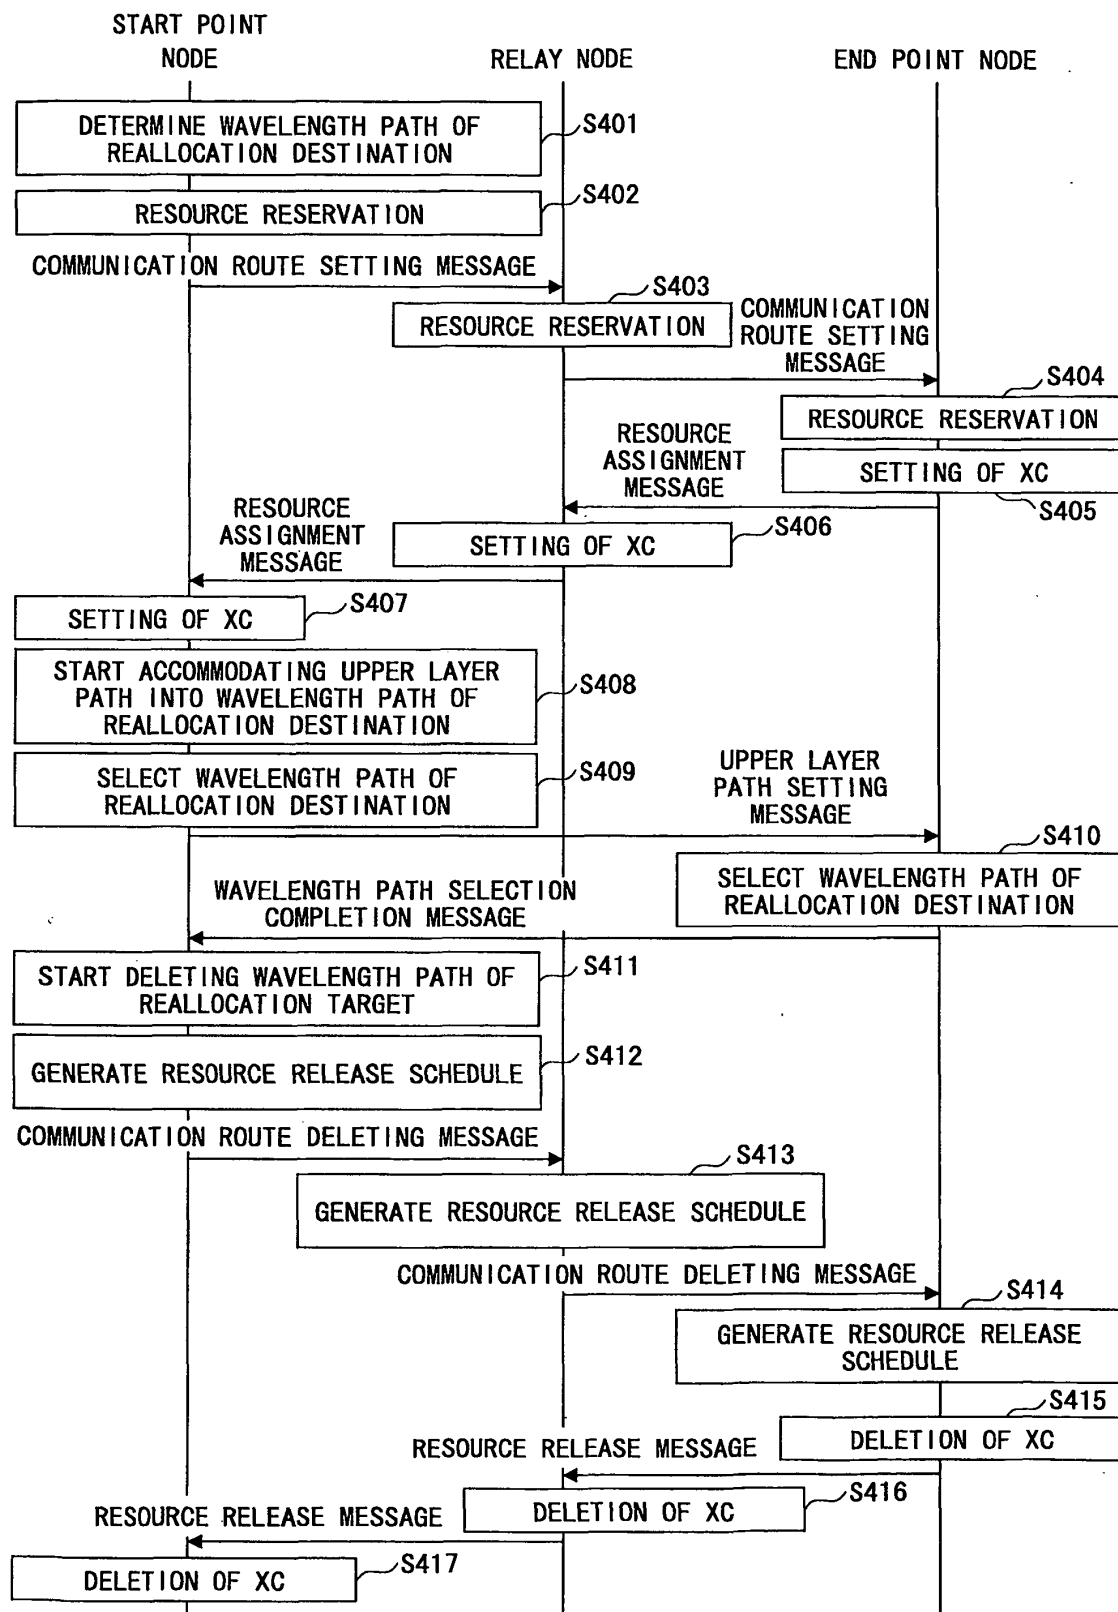 START POINT
NODE
RELAY NODE
END POINT NODE
DETERMINE WAVELENGTH PATH OF
REALLOCATION DESTINATION
S401
RESOURCE RESERVATION
S402
COMMUNICATION ROUTE SETTING MESSAGE
S403
RESOURCE RESERVATION
COMMUNICATION
ROUTE SETTING
MESSAGE
S404
RESOURCE RESERVATION
RESOURCE
ASSIGNMENT
MESSAGE
SETTING OF XC
S405
RESOURCE
ASSIGNMENT
MESSAGE
SETTING OF XC
S406
SETTING OF XC
S407
START ACCOMMODATING UPPER LAYER
PATH INTO WAVELENGTH PATH OF
REALLOCATION DESTINATION
S408
SELECT WAVELENGTH PATH OF
REALLOCATION DESTINATION
S409
UPPER LAYER
PATH SETTING
MESSAGE
S410
SELECT WAVELENGTH PATH OF
REALLOCATION DESTINATION
WAVELENGTH PATH SELECTION
COMPLETION MESSAGE
START DELETING WAVELENGTH PATH OF
REALLOCATION TARGET
S411
GENERATE RESOURCE RELEASE SCHEDULE
S412
COMMUNICATION ROUTE DELETING MESSAGE
S413
GENERATE RESOURCE RELEASE SCHEDULE
COMMUNICATION ROUTE DELETING MESSAGE
S414
GENERATE RESOURCE RELEASE
SCHEDULE
S415
DELETION OF XC
RESOURCE RELEASE MESSAGE
S416
DELETION OF XC
RESOURCE RELEASE MESSAGE
S417
DELETION OF XC